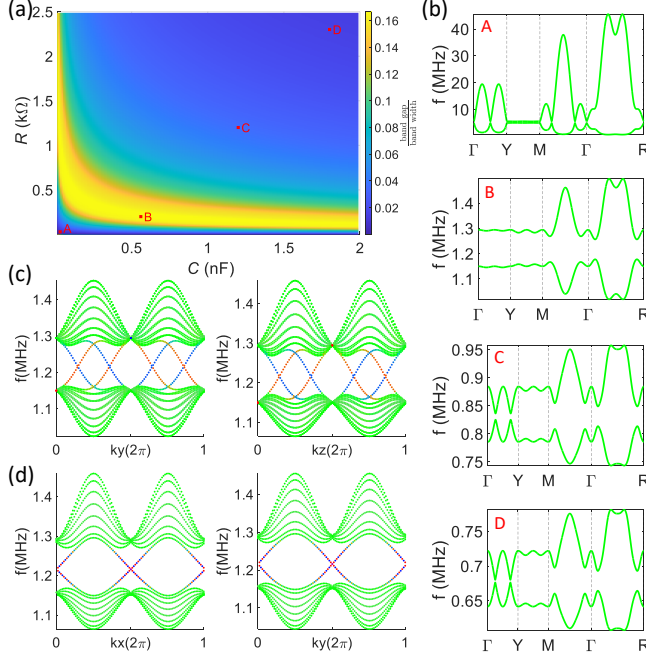 (a)
2.5
2
1.5
1
0.5
R (kΩ)
0.5
1
1.5
2
C (nF)
A
B
C
D
0.16
0.14
0.12
0.10
0.08
0.06
0.04
0.02
band gap
band width
(b)
A
f (MHz)
40
30
20
10
Γ Y M Γ R
B
f (MHz)
1.4
1.3
1.2
1.1
Γ Y M Γ R
C
f (MHz)
0.95
0.9
0.85
0.8
0.75
Γ Y M Γ R
D
f (MHz)
0.75
0.7
0.65
Γ Y M Γ R
(c)
f(MHz)
1.4
1.3
1.2
1.1
0 ky(2π) 1
f(MHz)
1.4
1.3
1.2
1.1
0 kz(2π) 1
(d)
f(MHz)
1.4
1.3
1.2
1.1
0 kx(2π) 1
f(MHz)
1.4
1.3
1.2
1.1
0 ky(2π) 1